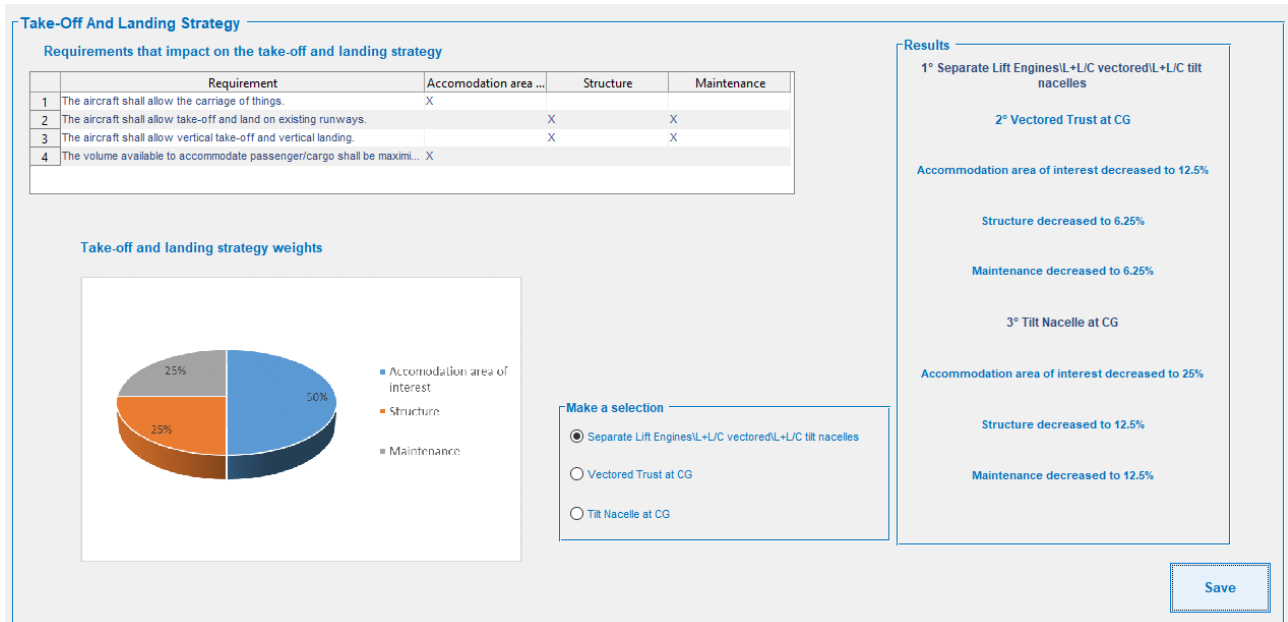 Take-Off And Landing Strategy
Requirements that impact on the take-off and landing strategy
Requirement Accomodation area ... Structure Maintenance
1 The aircraft shall allow the carriage of things. X
2 The aircraft shall allow take-off and land on existing runways. X X
3 The aircraft shall allow vertical take-off and vertical landing. X X
4 The volume available to accommodate passenger/cargo shall be maximi... X
Take-off and landing strategy weights
25%
50%
25%
Accomodation area of
interest
Structure
Maintenance
Make a selection
Separate Lift Engines\L+L/C vectored\L+L/C tilt nacelles
Vectored Trust at CG
Tilt Nacelle at CG
Results
1° Separate Lift Engines\L+L/C vectored\L+L/C tilt
nacelles
2° Vectored Trust at CG
Accommodation area of interest decreased to 12.5%
Structure decreased to 6.25%
Maintenance decreased to 6.25%
3° Tilt Nacelle at CG
Accommodation area of interest decreased to 25%
Structure decreased to 12.5%
Maintenance decreased to 12.5%
Save